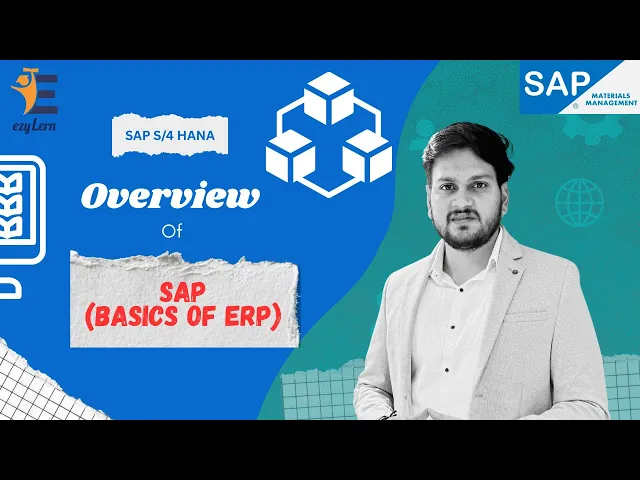 ezyLern
SAP
MATERIALS
MANAGEMENT
SAP S/4 HANA
Overview
Of
SAP
(BASICS OF ERP)